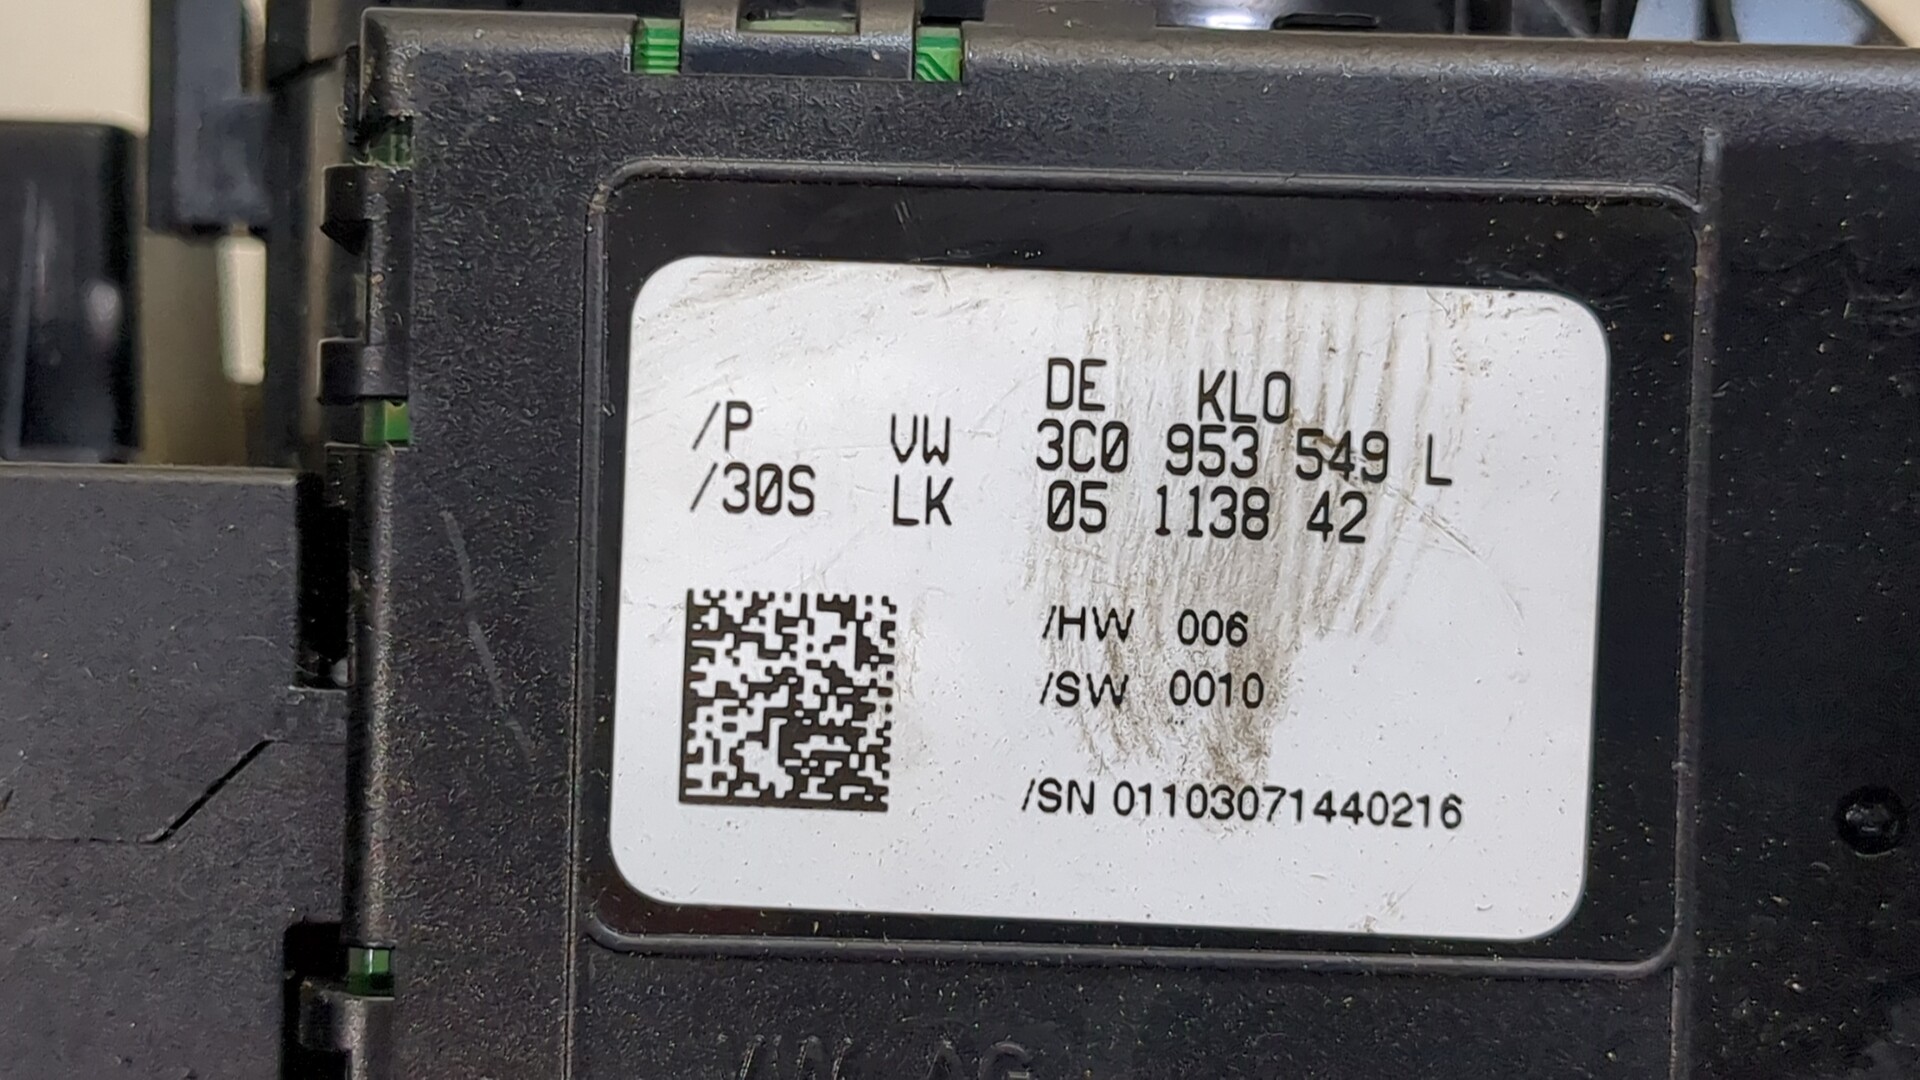 DE KLO
/P VW 3C0 953 549 L
/30S LK 05 1138 42
/HW 006
/SW 0010
/SN 01103071440216